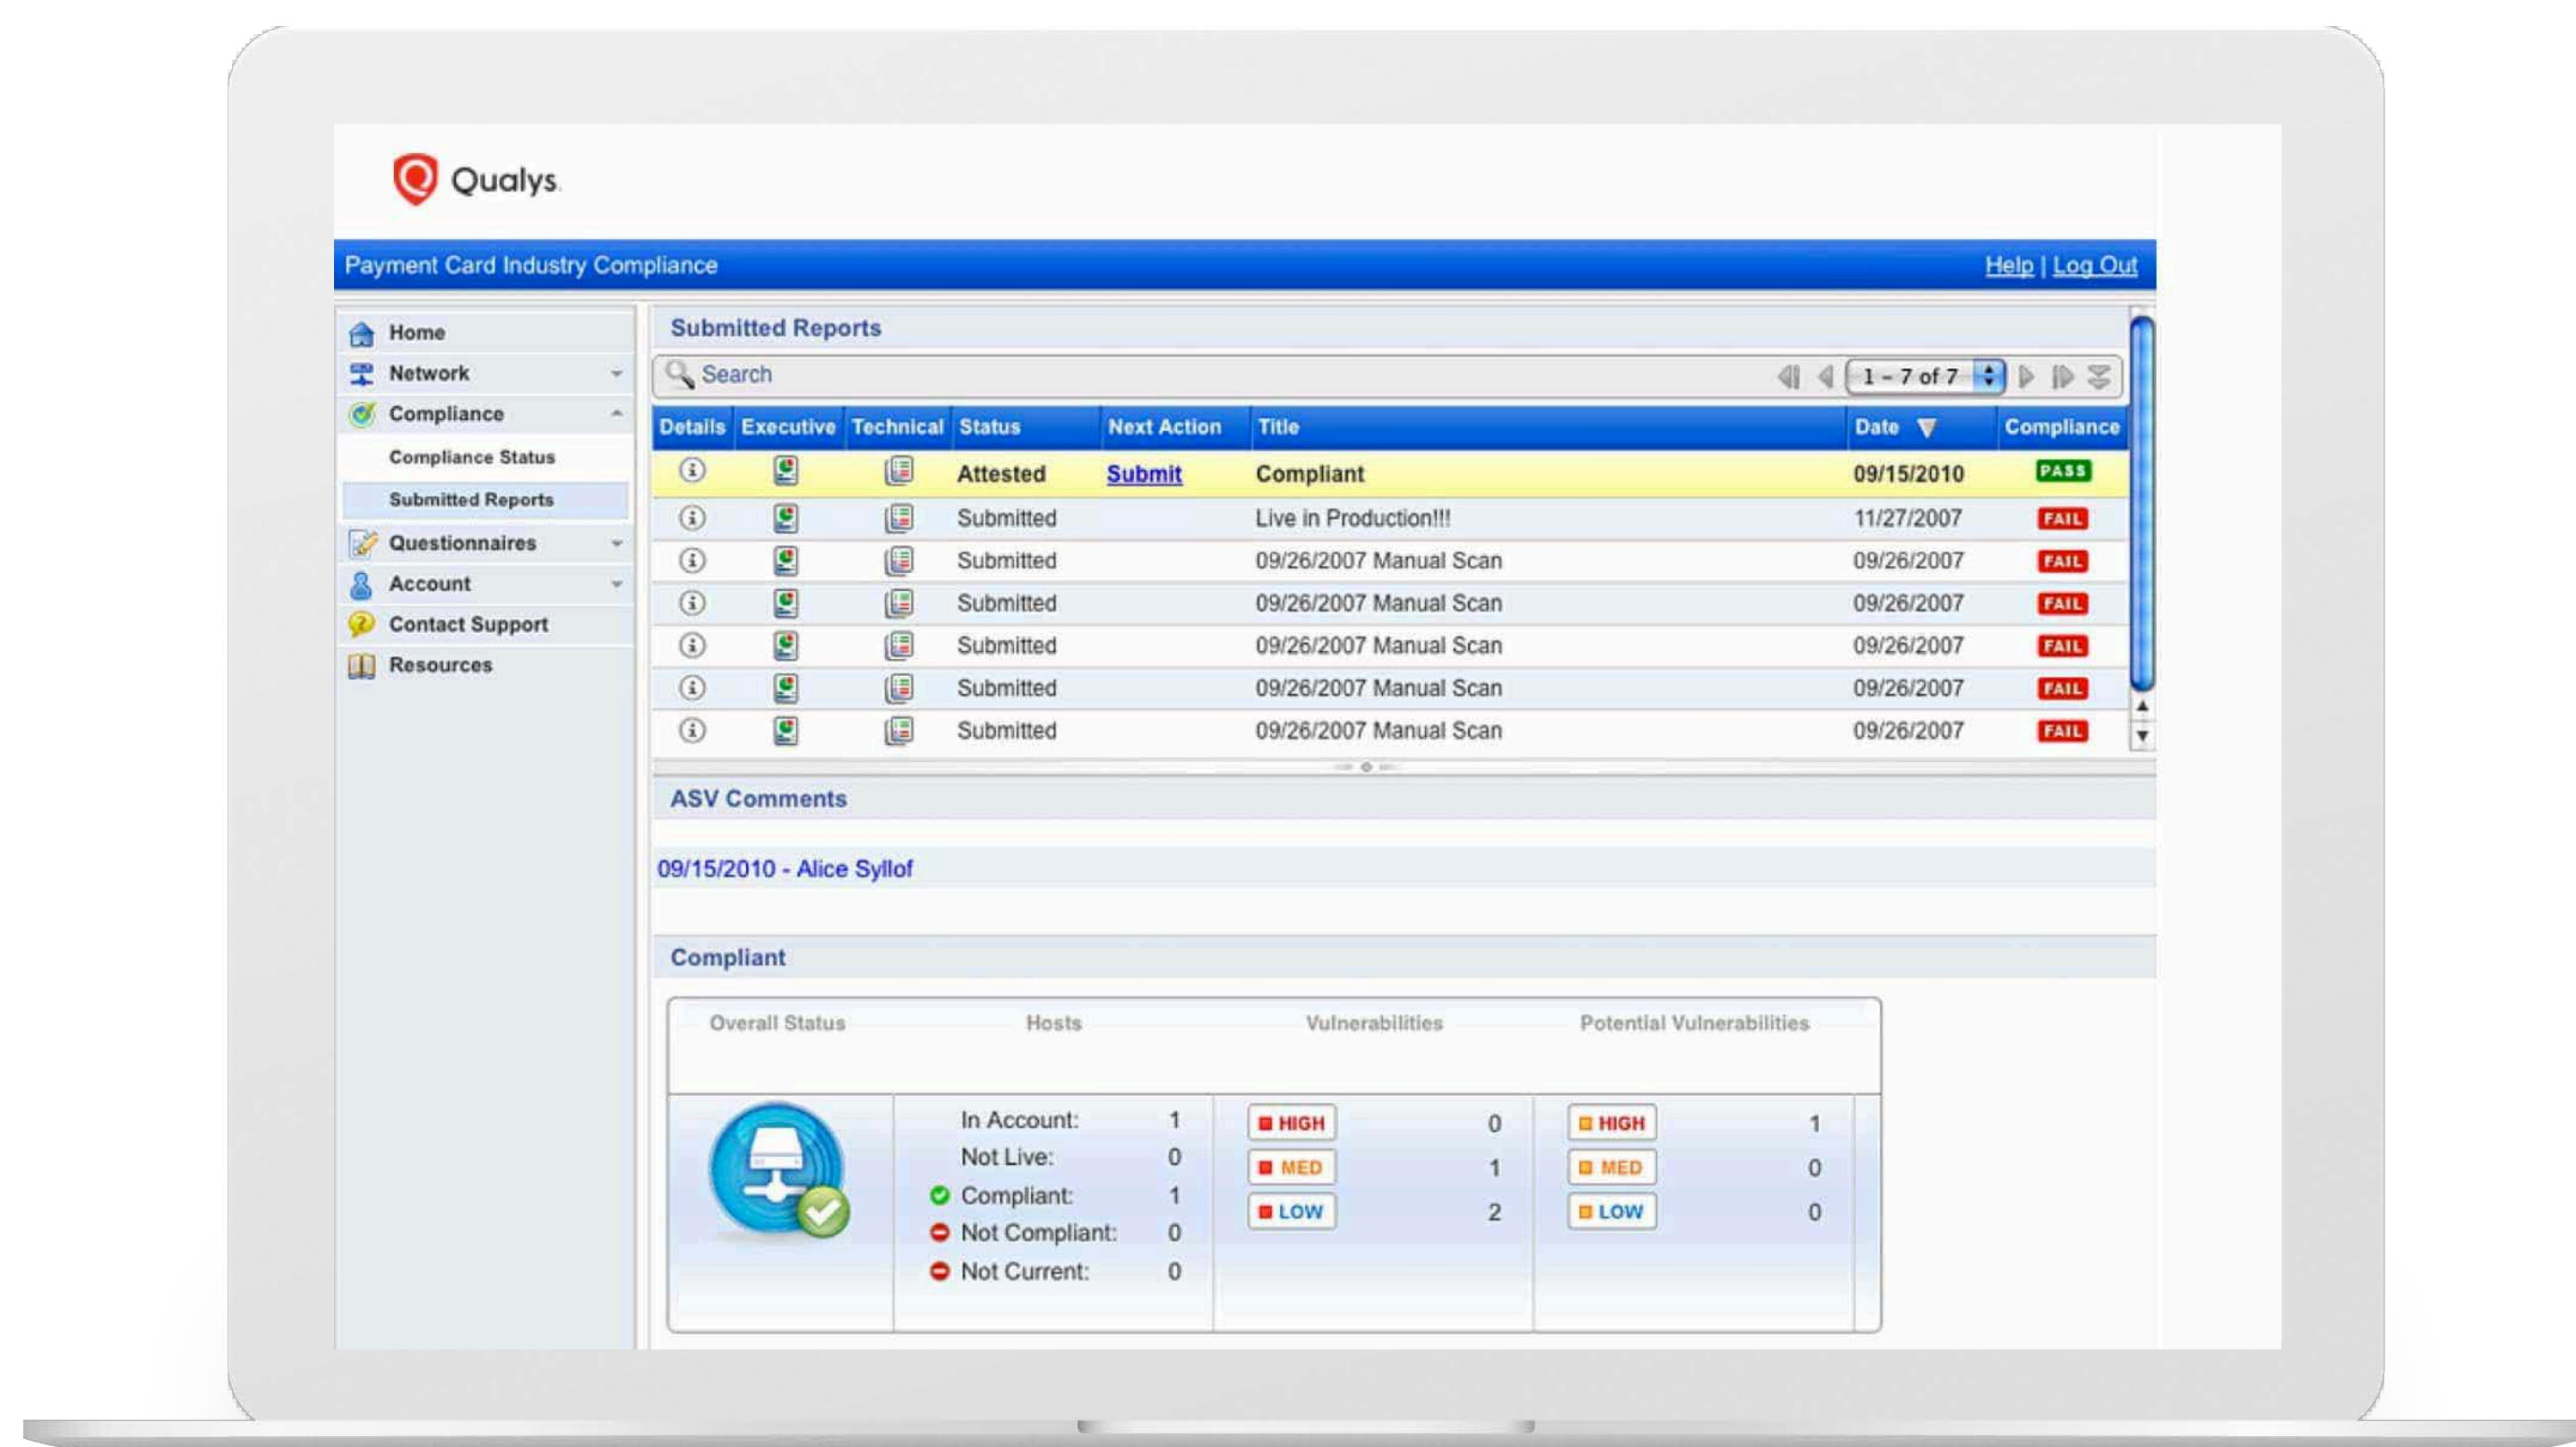 Qualys.
Payment Card Industry Compliance
Help | Log Out
Home
Network
Compliance
Compliance Status
Submitted Reports
Questionnaires
Account
Contact Support
Resources
Submitted Reports
Search
1 – 7 of 7
Details Executive Technical Status Next Action Title Date Compliance
Attested Submit Compliant 09/15/2010 PASS
Submitted Live in Production!!! 11/27/2007 FAIL
Submitted 09/26/2007 Manual Scan 09/26/2007 FAIL
Submitted 09/26/2007 Manual Scan 09/26/2007 FAIL
Submitted 09/26/2007 Manual Scan 09/26/2007 FAIL
Submitted 09/26/2007 Manual Scan 09/26/2007 FAIL
Submitted 09/26/2007 Manual Scan 09/26/2007 FAIL
ASV Comments
09/15/2010 - Alice Syllof
Compliant
Overall Status Hosts Vulnerabilities Potential Vulnerabilities
In Account: 1
Not Live: 0
Compliant: 1
Not Compliant: 0
Not Current: 0
HIGH 0
MED 1
LOW 2
HIGH 1
MED 0
LOW 0